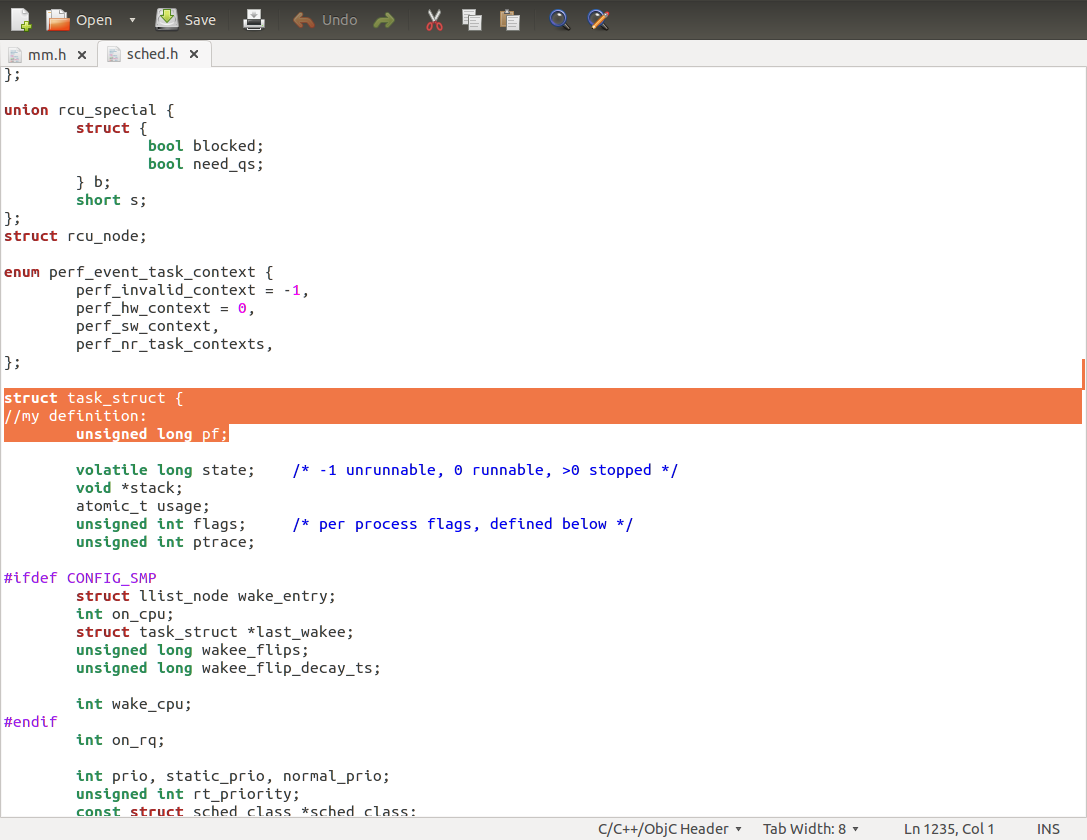 Open
Save
Undo
mm.h
sched.h
};
union rcu_special {
        struct {
                bool blocked;
                bool need_qs;
        } b;
        short s;
};
struct rcu_node;
enum perf_event_task_context {
        perf_invalid_context = -1,
        perf_hw_context = 0,
        perf_sw_context,
        perf_nr_task_contexts,
};
struct task_struct {
//my definition:
        unsigned long pf;
        volatile long state;    /* -1 unrunnable, 0 runnable, >0 stopped */
        void *stack;
        atomic_t usage;
        unsigned int flags;     /* per process flags, defined below */
        unsigned int ptrace;
#ifdef CONFIG_SMP
        struct llist_node wake_entry;
        int on_cpu;
        struct task_struct *last_wakee;
        unsigned long wakee_flips;
        unsigned long wakee_flip_decay_ts;
        int wake_cpu;
#endif
        int on_rq;
        int prio, static_prio, normal_prio;
        unsigned int rt_priority;
        const struct sched_class *sched_class;
C/C++/ObjC Header
Tab Width: 8
Ln 1235, Col 1
INS